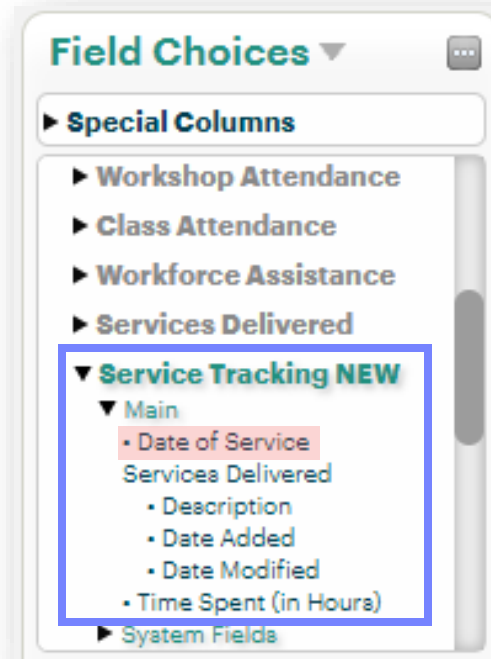 Field Choices
Special Columns
Workshop Attendance
Class Attendance
Workforce Assistance
Services Delivered
Service Tracking NEW
Main
• Date of Service
Services Delivered
• Description
• Date Added
• Date Modified
• Time Spent (in Hours)
System Fields